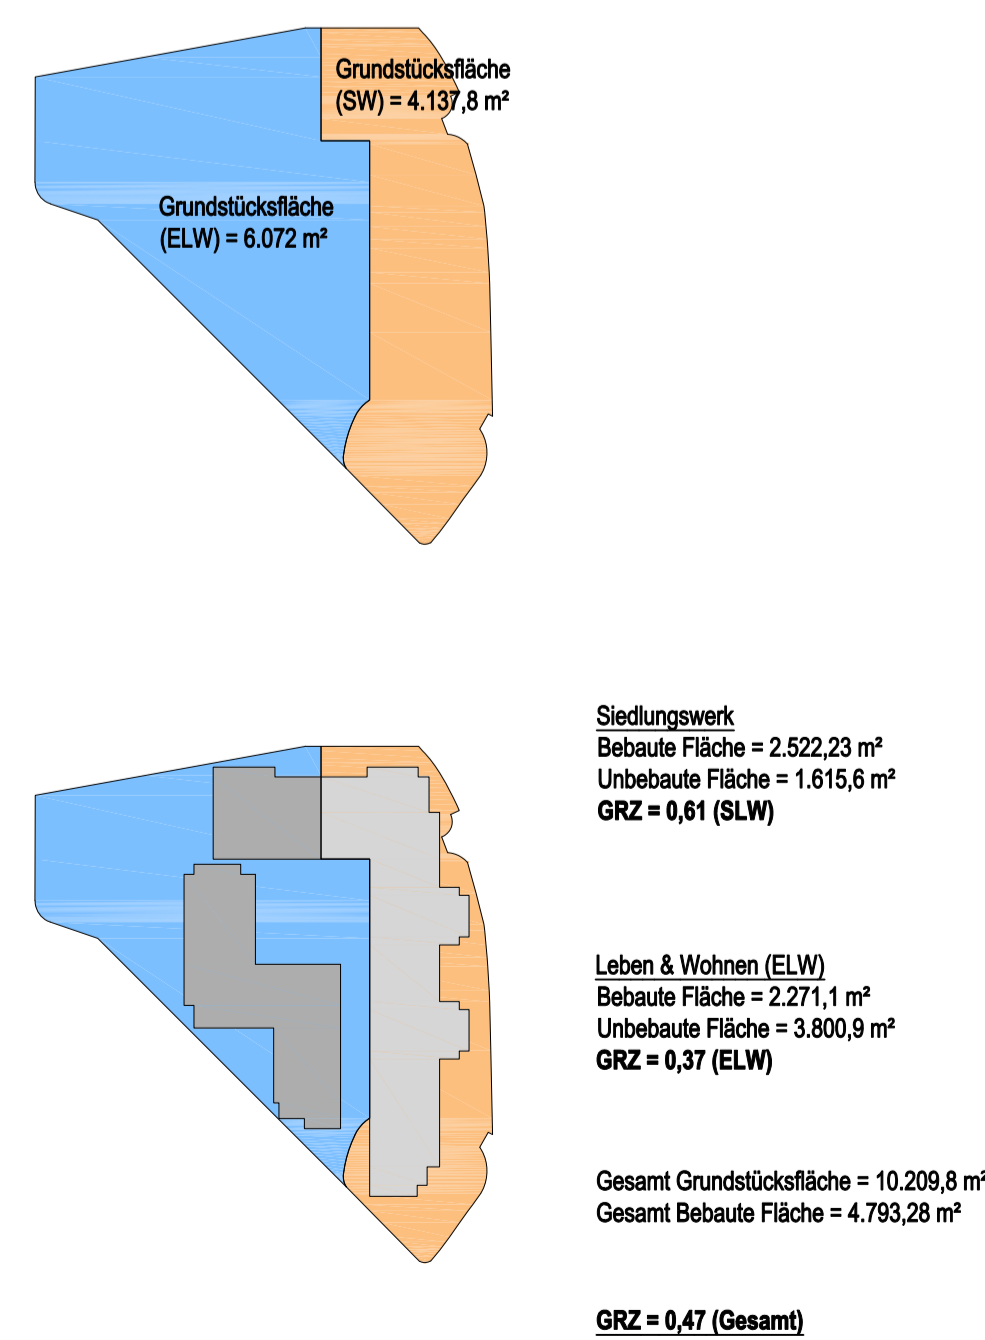 Grundstücksfläche
(SW) = 4.137,8 m²
Grundstücksfläche
(ELW) = 6.072 m²
Siedlungswerk
Bebaute Fläche = 2.522,23 m²
Unbebaute Fläche = 1.615,6 m²
GRZ = 0,61 (SLW)
Leben & Wohnen (ELW)
Bebaute Fläche = 2.271,1 m²
Unbebaute Fläche = 3.800,9 m²
GRZ = 0,37 (ELW)
Gesamt Grundstücksfläche = 10.209,8 m²
Gesamt Bebaute Fläche = 4.793,28 m²
GRZ = 0,47 (Gesamt)